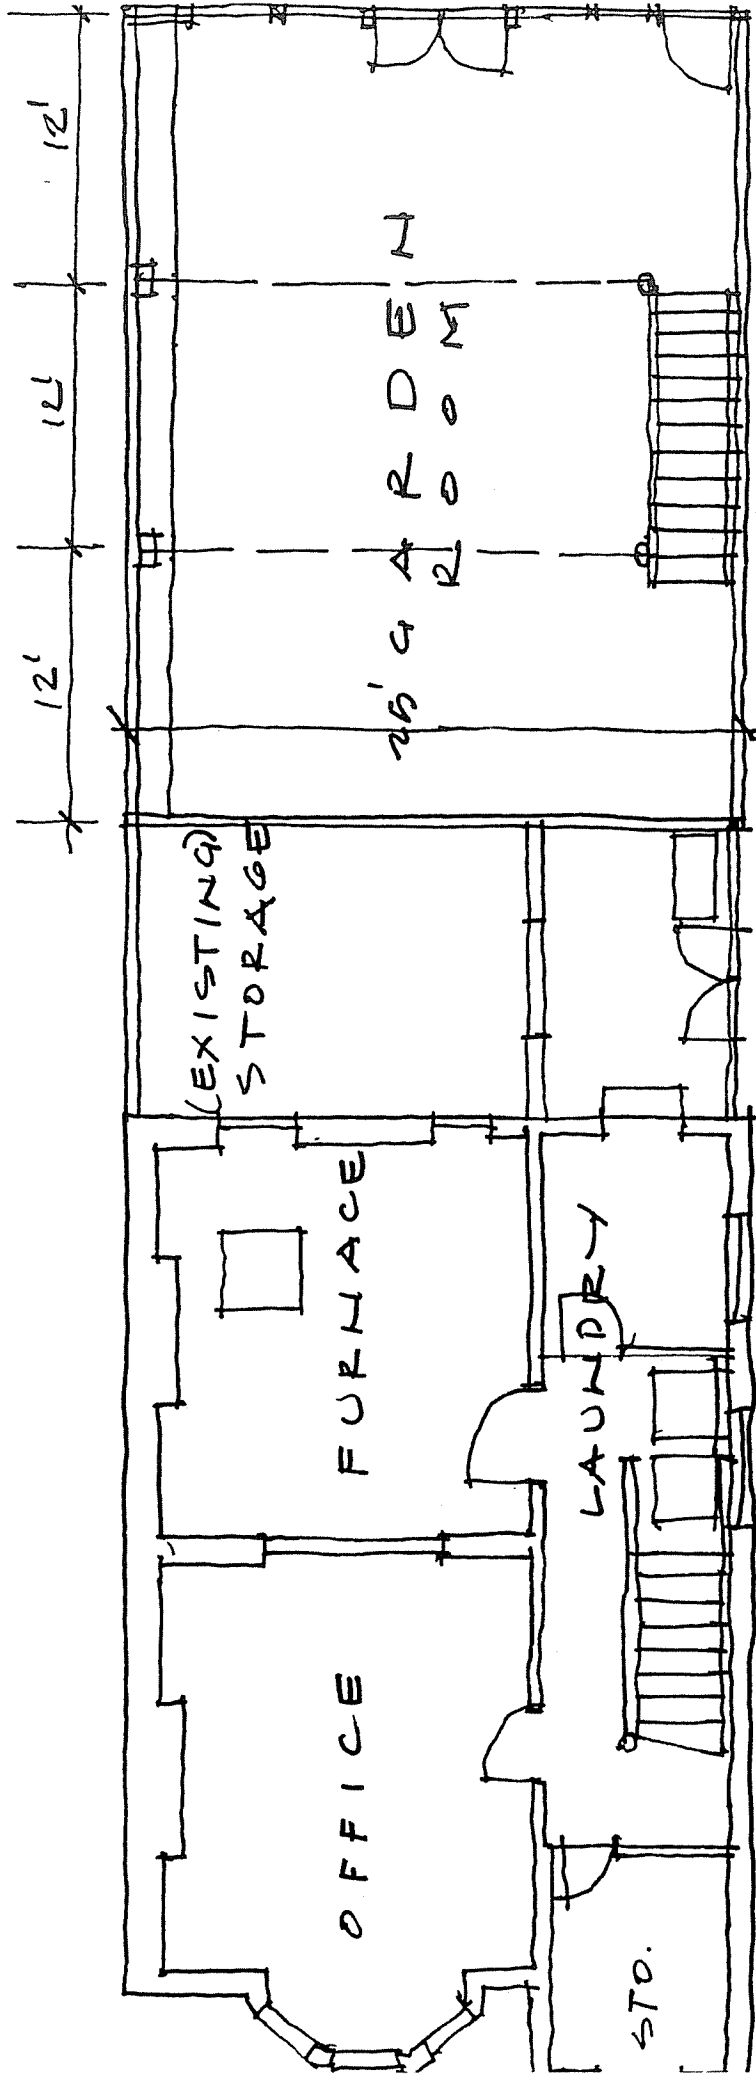 12'
12'
12'
(EXISTING)
STORAGE
25'
GARDEN
ROOM
OFFICE
FURNACE
LAUNDRY
STO.